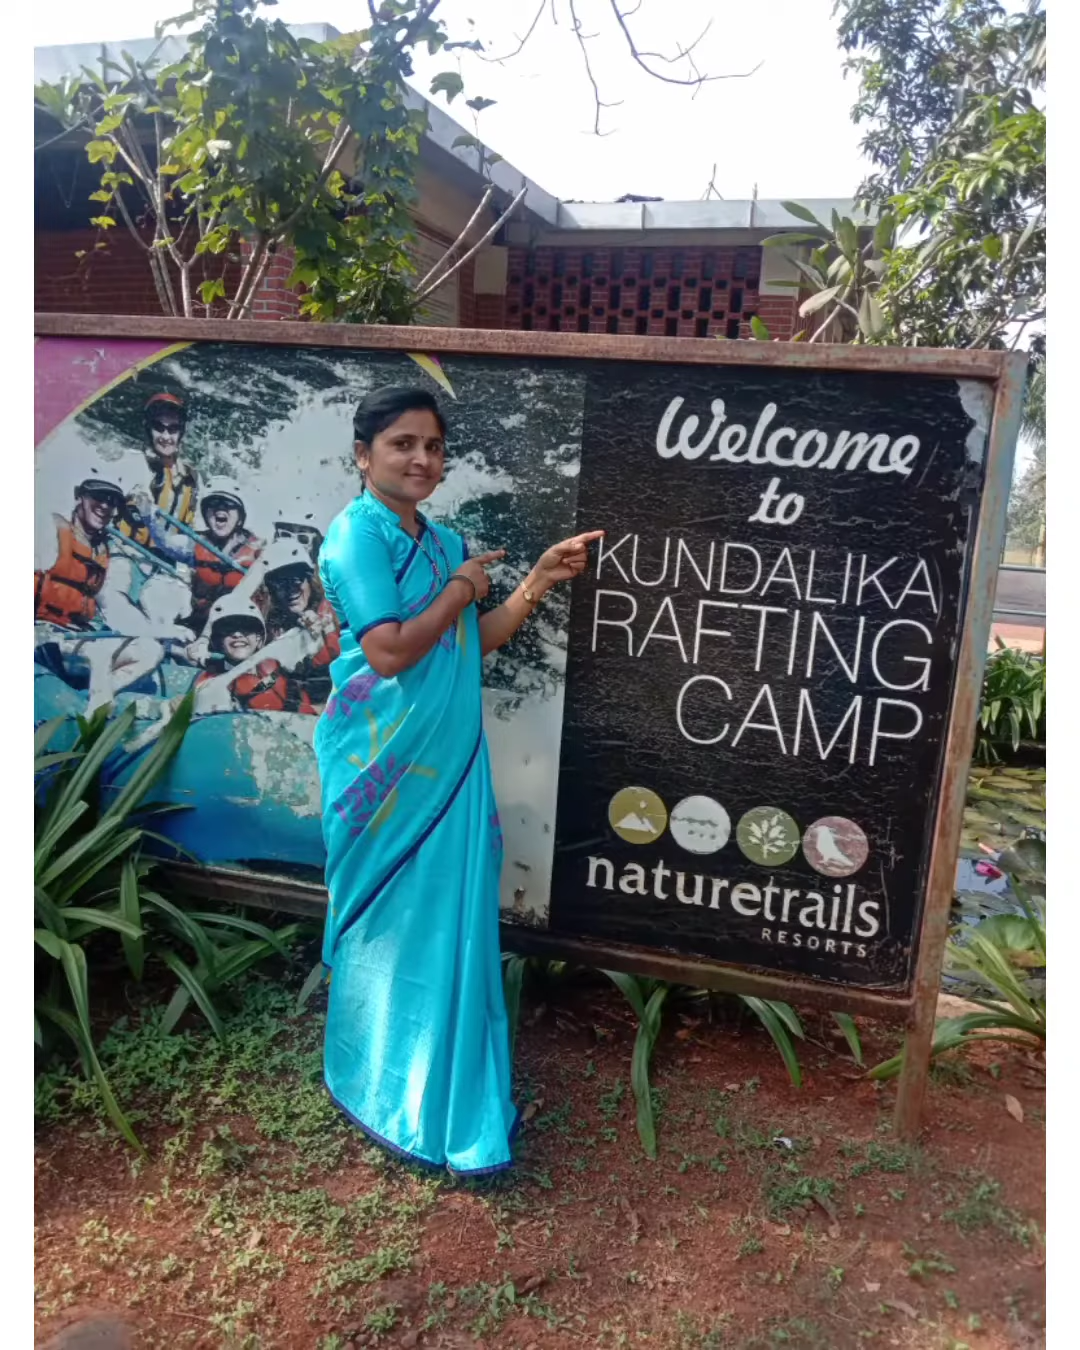 Welcome
to
KUNDALIKA
RAFTING
CAMP
naturetrails
RESORTS